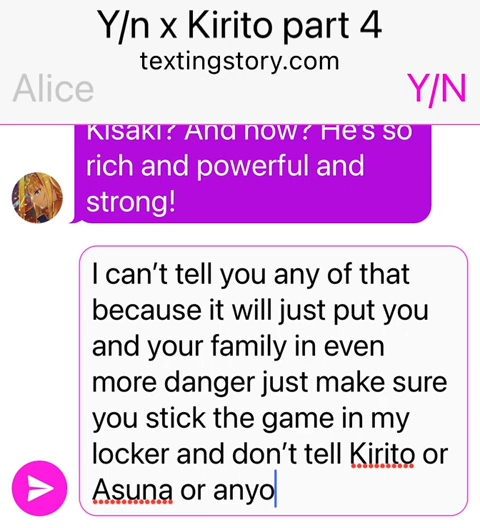 Y/n x Kirito part 4
textingstory.com
Alice
Y/N
Kisaki? And how? He's so
rich and powerful and
strong!
I can't tell you any of that
because it will just put you
and your family in even
more danger just make sure
you stick the game in my
locker and don't tell Kirito or
Asuna or anyo